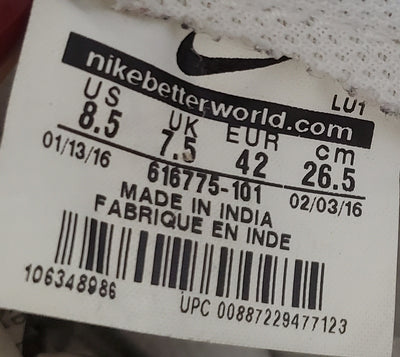 LU1
nikebetterworld.com
US UK EUR cm
8.5 7.5 42 26.5
01/13/16 616775-101 02/03/16
MADE IN INDIA
FABRIQUE EN INDE
106348986 UPC 00887229477123